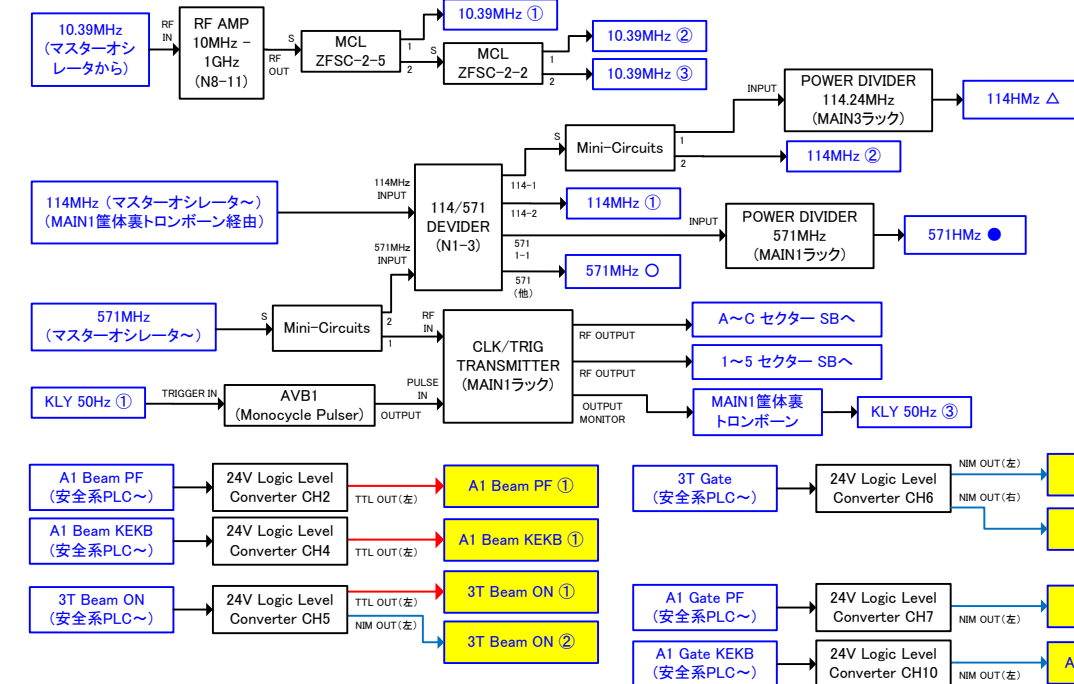 10.39MHz
(マスターオシ
レータから)
RF
IN
RF AMP
10MHz -
1GHz
(N8-11)
RF
OUT
S
MCL
ZFSC-2-5
1
2
10.39MHz ①
S
MCL
ZFSC-2-2
1
2
10.39MHz ②
10.39MHz ③
114MHz (マスターオシレータ～)
(MAIN1筐体裏トロンボーン経由)
114MHz
INPUT
571MHz
INPUT
114/571
DEVIDER
(N1-3)
114-1
114-2
571
1-1
571
(他)
S
Mini-Circuits
1
2
INPUT
POWER DIVIDER
114.24MHz
(MAIN3ラック)
114HMz △
114MHz ②
114MHz ①
INPUT
POWER DIVIDER
571MHz
(MAIN1ラック)
571HMz ●
571MHz ○
571MHz
(マスターオシレータ～)
S
Mini-Circuits
2
1
RF
IN
CLK/TRIG
TRANSMITTER
(MAIN1ラック)
RF OUTPUT
A～C セクター SBへ
RF OUTPUT
1～5 セクター SBへ
OUTPUT
MONITOR
MAIN1筐体裏
トロンボーン
KLY 50Hz ③
KLY 50Hz ①
TRIGGER IN
AVB1
(Monocycle Pulser)
OUTPUT
PULSE
IN
A1 Beam PF
(安全系PLC～)
24V Logic Level
Converter CH2
TTL OUT(左)
A1 Beam PF ①
A1 Beam KEKB
(安全系PLC～)
24V Logic Level
Converter CH4
TTL OUT(左)
A1 Beam KEKB ①
3T Beam ON
(安全系PLC～)
24V Logic Level
Converter CH5
TTL OUT(左)
NIM OUT(左)
3T Beam ON ①
3T Beam ON ②
3T Gate
(安全系PLC～)
24V Logic Level
Converter CH6
NIM OUT(左)
NIM OUT(右)
A1 Gate PF
(安全系PLC～)
24V Logic Level
Converter CH7
NIM OUT(左)
A1 Gate KEKB
(安全系PLC～)
24V Logic Level
Converter CH10
NIM OUT(左)
A